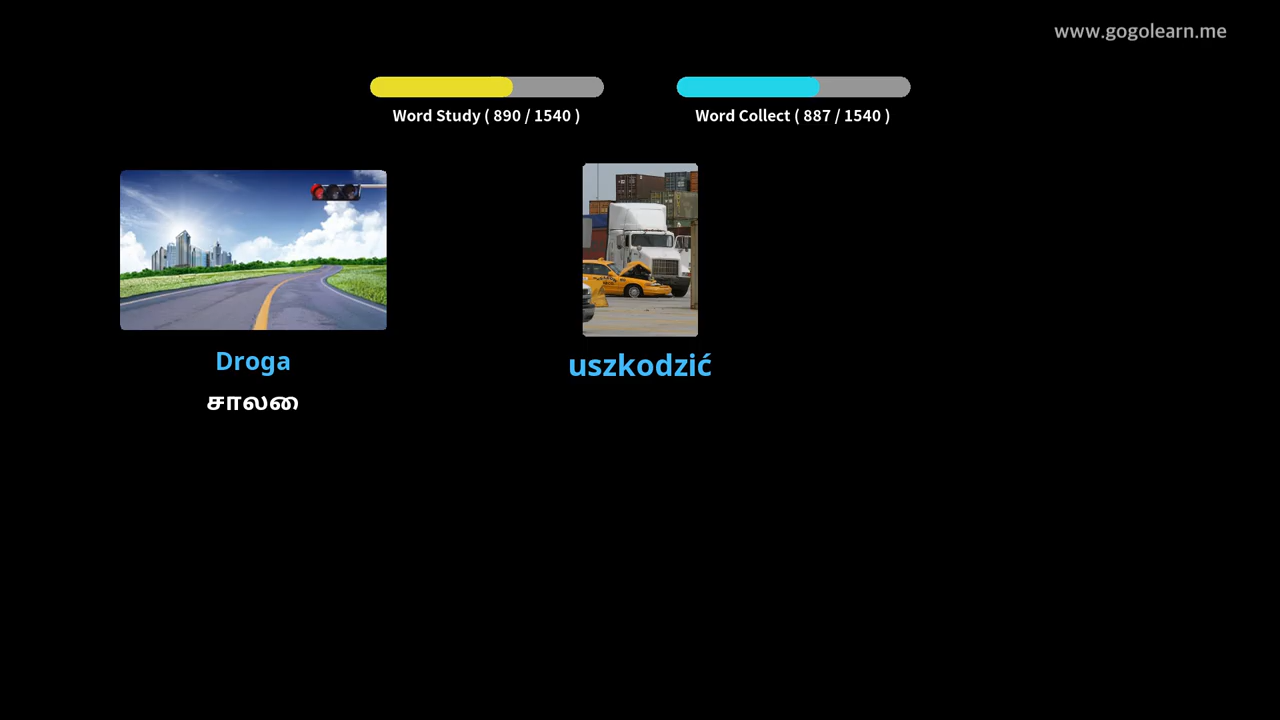 www.gogolearn.me
Word Study ( 890 / 1540 )
Word Collect ( 887 / 1540 )
Droga
சாலை
uszkodzić